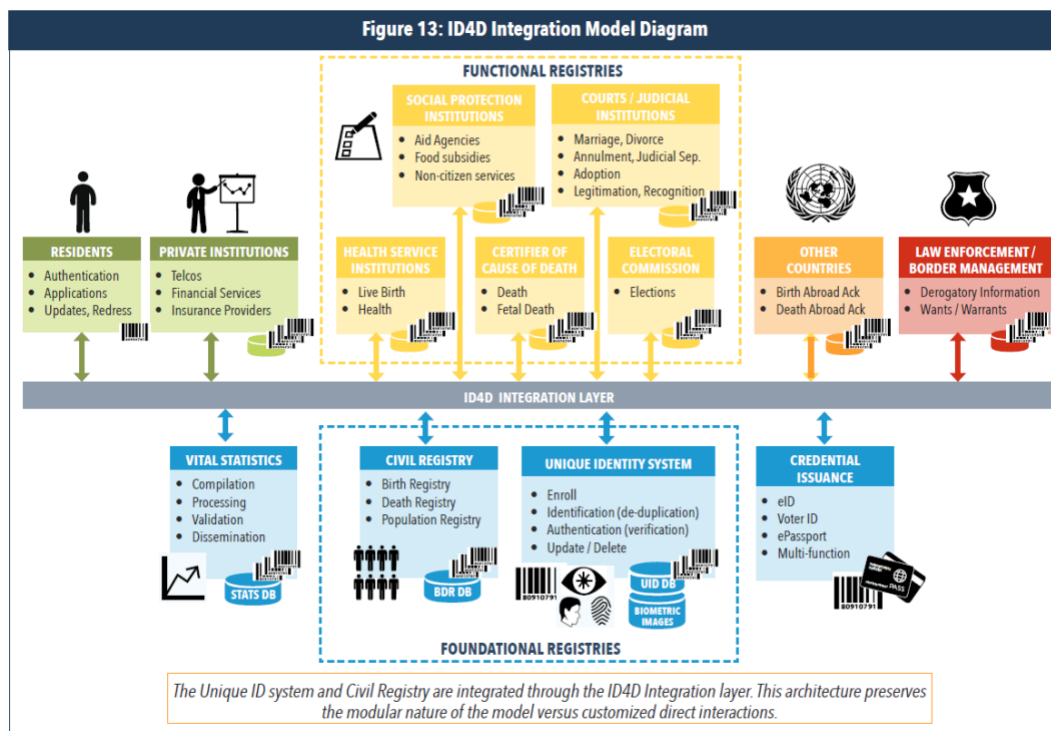 Figure 13: ID4D Integration Model Diagram
FUNCTIONAL REGISTRIES
SOCIAL PROTECTION
INSTITUTIONS
• Aid Agencies
• Food subsidies
• Non-citizen services
COURTS / JUDICIAL
INSTITUTIONS
• Marriage, Divorce
• Annulment, Judicial Sep.
• Adoption
• Legitimation, Recognition
RESIDENTS
• Authentication
• Applications
• Updates, Redress
PRIVATE INSTITUTIONS
• Telcos
• Financial Services
• Insurance Providers
HEALTH SERVICE
INSTITUTIONS
• Live Birth
• Health
CERTIFIER OF
CAUSE OF DEATH
• Death
• Fetal Death
ELECTORAL
COMMISSION
• Elections
OTHER
COUNTRIES
• Birth Abroad Ack
• Death Abroad Ack
LAW ENFORCEMENT /
BORDER MANAGEMENT
• Derogatory Information
• Wants / Warrants
ID4D INTEGRATION LAYER
VITAL STATISTICS
• Compilation
• Processing
• Validation
• Dissemination
STATS DB
CIVIL REGISTRY
• Birth Registry
• Death Registry
• Population Registry
BDR DB
UNIQUE IDENTITY SYSTEM
• Enroll
• Identification (de-duplication)
• Authentication (verification)
• Update / Delete
80910791
UID DB
BIOMETRIC
IMAGES
CREDENTIAL
ISSUANCE
• eID
• Voter ID
• ePassport
• Multi-function
80910791
PASS
FOUNDATIONAL REGISTRIES
The Unique ID system and Civil Registry are integrated through the ID4D Integration layer. This architecture preserves
the modular nature of the model versus customized direct interactions.